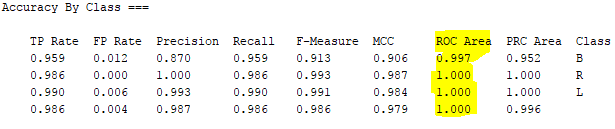 Accuracy By Class ===
TP Rate FP Rate Precision Recall F-Measure MCC ROC Area PRC Area Class
0.959 0.012 0.870 0.959 0.913 0.906 0.997 0.952 B
0.986 0.000 1.000 0.986 0.993 0.987 1.000 1.000 R
0.990 0.006 0.993 0.990 0.991 0.984 1.000 1.000 L
0.986 0.004 0.987 0.986 0.986 0.979 1.000 0.996